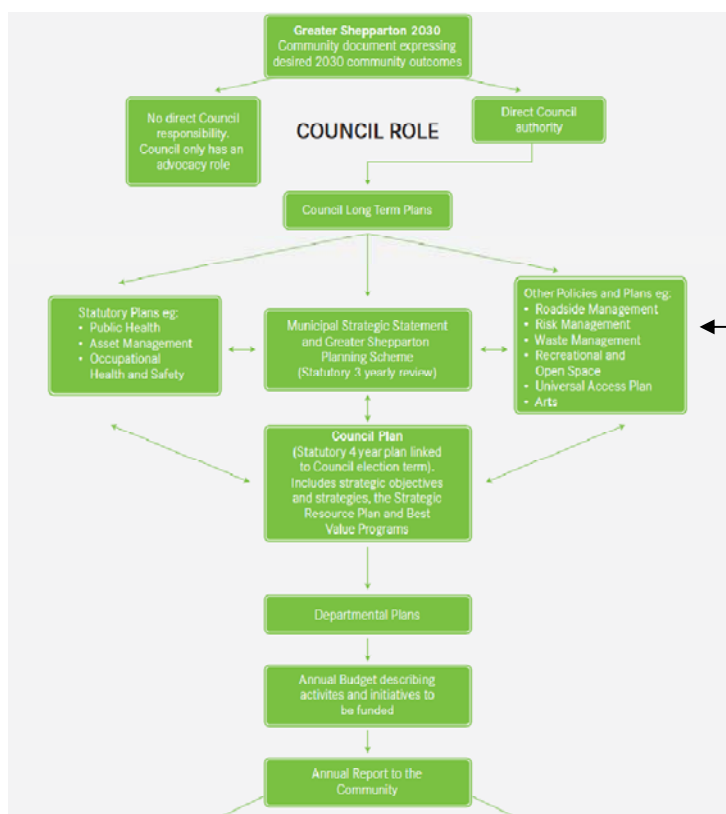 Greater Shepparton 2030
Community document expressing
desired 2030 community outcomes
No direct Council
responsibility.
Council only has an
advocacy role
COUNCIL ROLE
Direct Council
authority
Council Long Term Plans
Statutory Plans eg:
• Public Health
• Asset Management
• Occupational
Health and Safety
Municipal Strategic Statement
and Greater Shepparton
Planning Scheme
(Statutory 3 yearly review)
Other Policies and Plans eg:
• Roadside Management
• Risk Management
• Waste Management
• Recreational and
Open Space
• Universal Access Plan
• Arts
Council Plan
(Statutory 4 year plan linked
to Council election term).
Includes strategic objectives
and strategies, the Strategic
Resource Plan and Best
Value Programs
Departmental Plans
Annual Budget describing
activites and initiatives to
be funded
Annual Report to the
Community